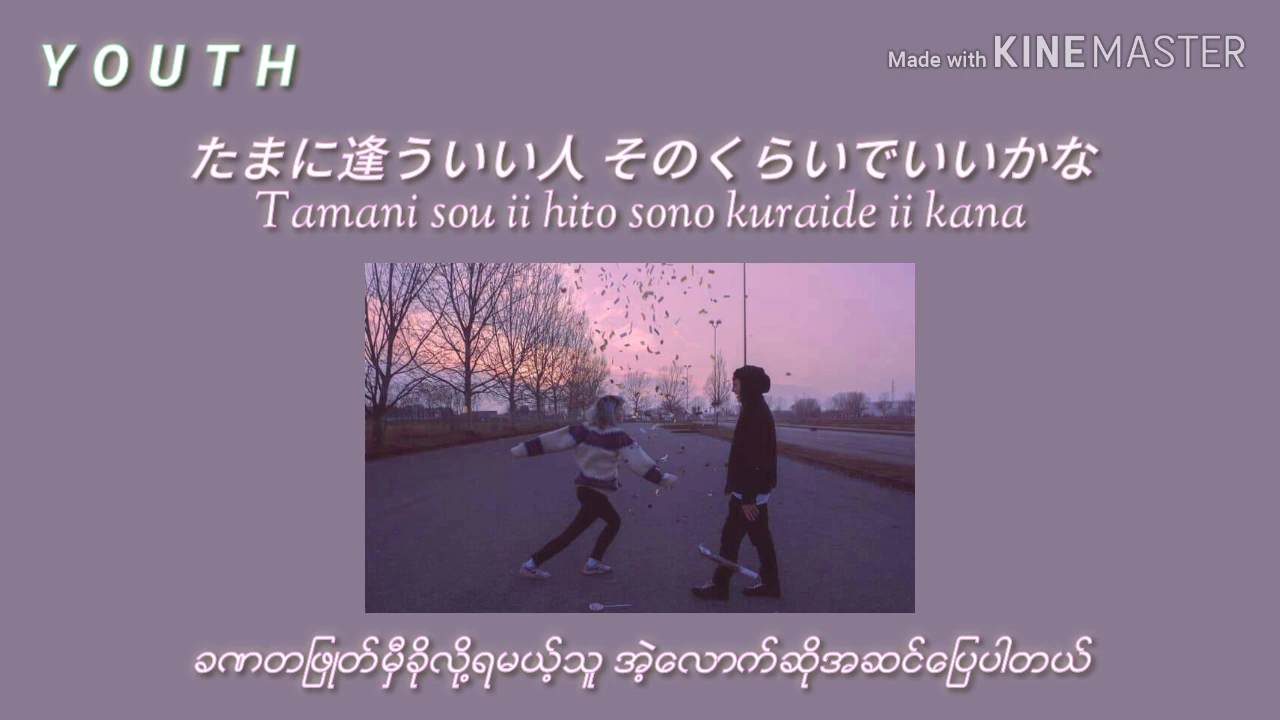 YOUTH
Made with KINEMASTER
たまに逢ういい人 そのくらいでいいかな
Tamani sou ii hito sono kuraide ii kana
ခဏတဖြုတ်မှီခိုလို့ရမယ့်သူ အဲ့လောက်ဆိုအဆင်ပြေပါတယ်